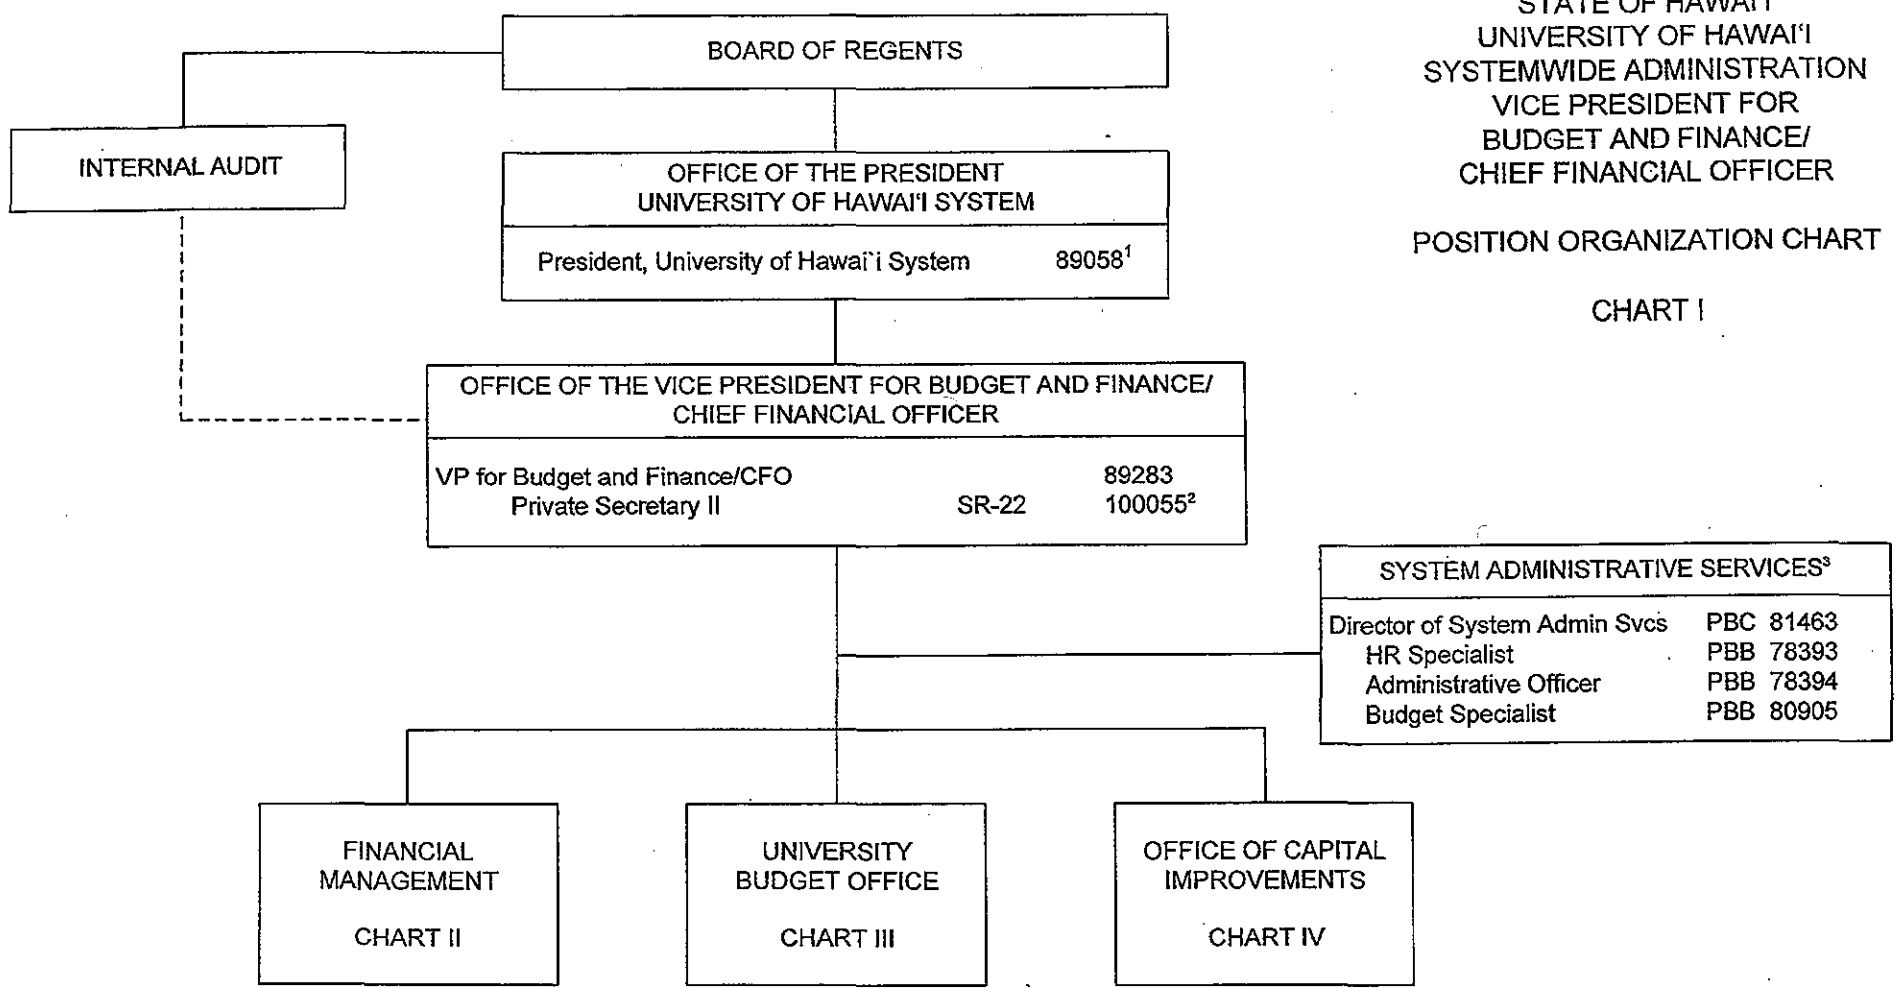 STATE OF HAWAI'I
UNIVERSITY OF HAWAI'I
SYSTEMWIDE ADMINISTRATION
VICE PRESIDENT FOR
BUDGET AND FINANCE/
CHIEF FINANCIAL OFFICER
POSITION ORGANIZATION CHART
CHART I
BOARD OF REGENTS
INTERNAL AUDIT
OFFICE OF THE PRESIDENT
UNIVERSITY OF HAWAI'I SYSTEM
President, University of Hawai`i System 89058¹
OFFICE OF THE VICE PRESIDENT FOR BUDGET AND FINANCE/
CHIEF FINANCIAL OFFICER
VP for Budget and Finance/CFO 89283
Private Secretary II SR-22 100055²
SYSTEM ADMINISTRATIVE SERVICES³
Director of System Admin Svcs PBC 81463
HR Specialist PBB 78393
Administrative Officer PBB 78394
Budget Specialist PBB 80905
FINANCIAL
MANAGEMENT
CHART II
UNIVERSITY
BUDGET OFFICE
CHART III
OFFICE OF CAPITAL
IMPROVEMENTS
CHART IV